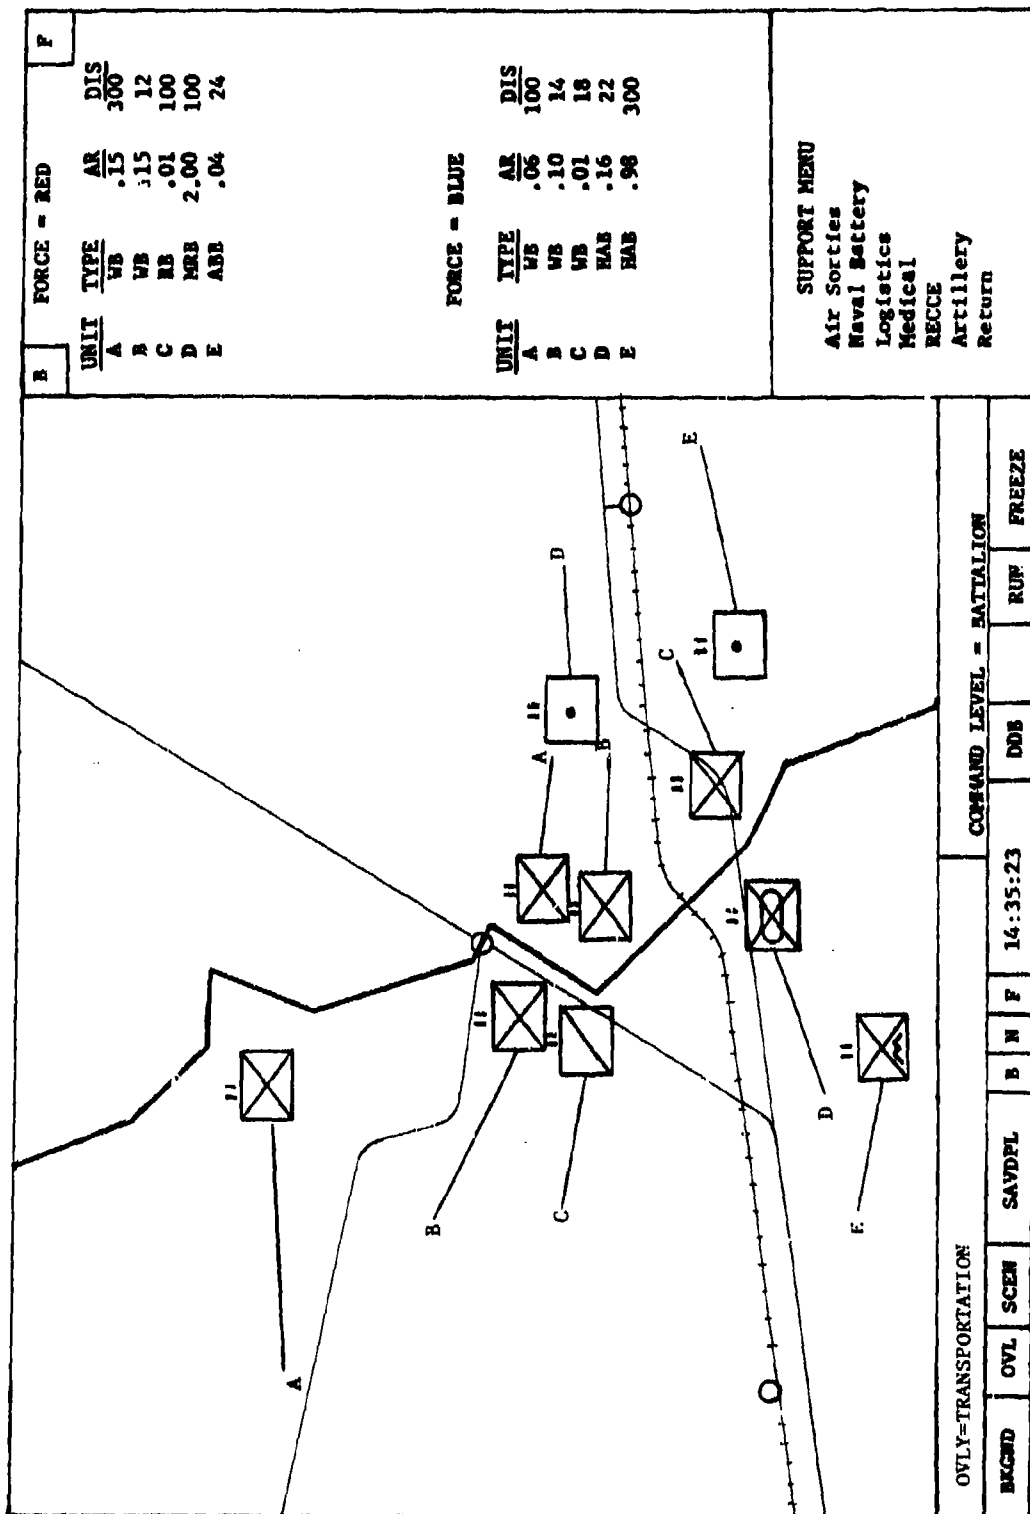 B FORCE = RED F
UNIT TYPE AR DIS
A WB .15 300
B WB .15 12
C RB .01 100
D MRB 2.00 100
E ABB .04 24
FORCE = BLUE
UNIT TYPE AR DIS
A WB .06 100
B WB .10 14
C WB .01 18
D HAB .16 22
E HAB .98 300
SUPPORT MENU
Air Sorties
Naval Battery
Logistics
Medical
RECCE
Artillery
Return
A
B
C
D
E
A
B
C
D
E
OVLY=TRANSPORTATION
COMMAND LEVEL = BATTALION
BKGND OVL SCEN SAVDPL B N F 14:35:23 DDB RUN FREEZE